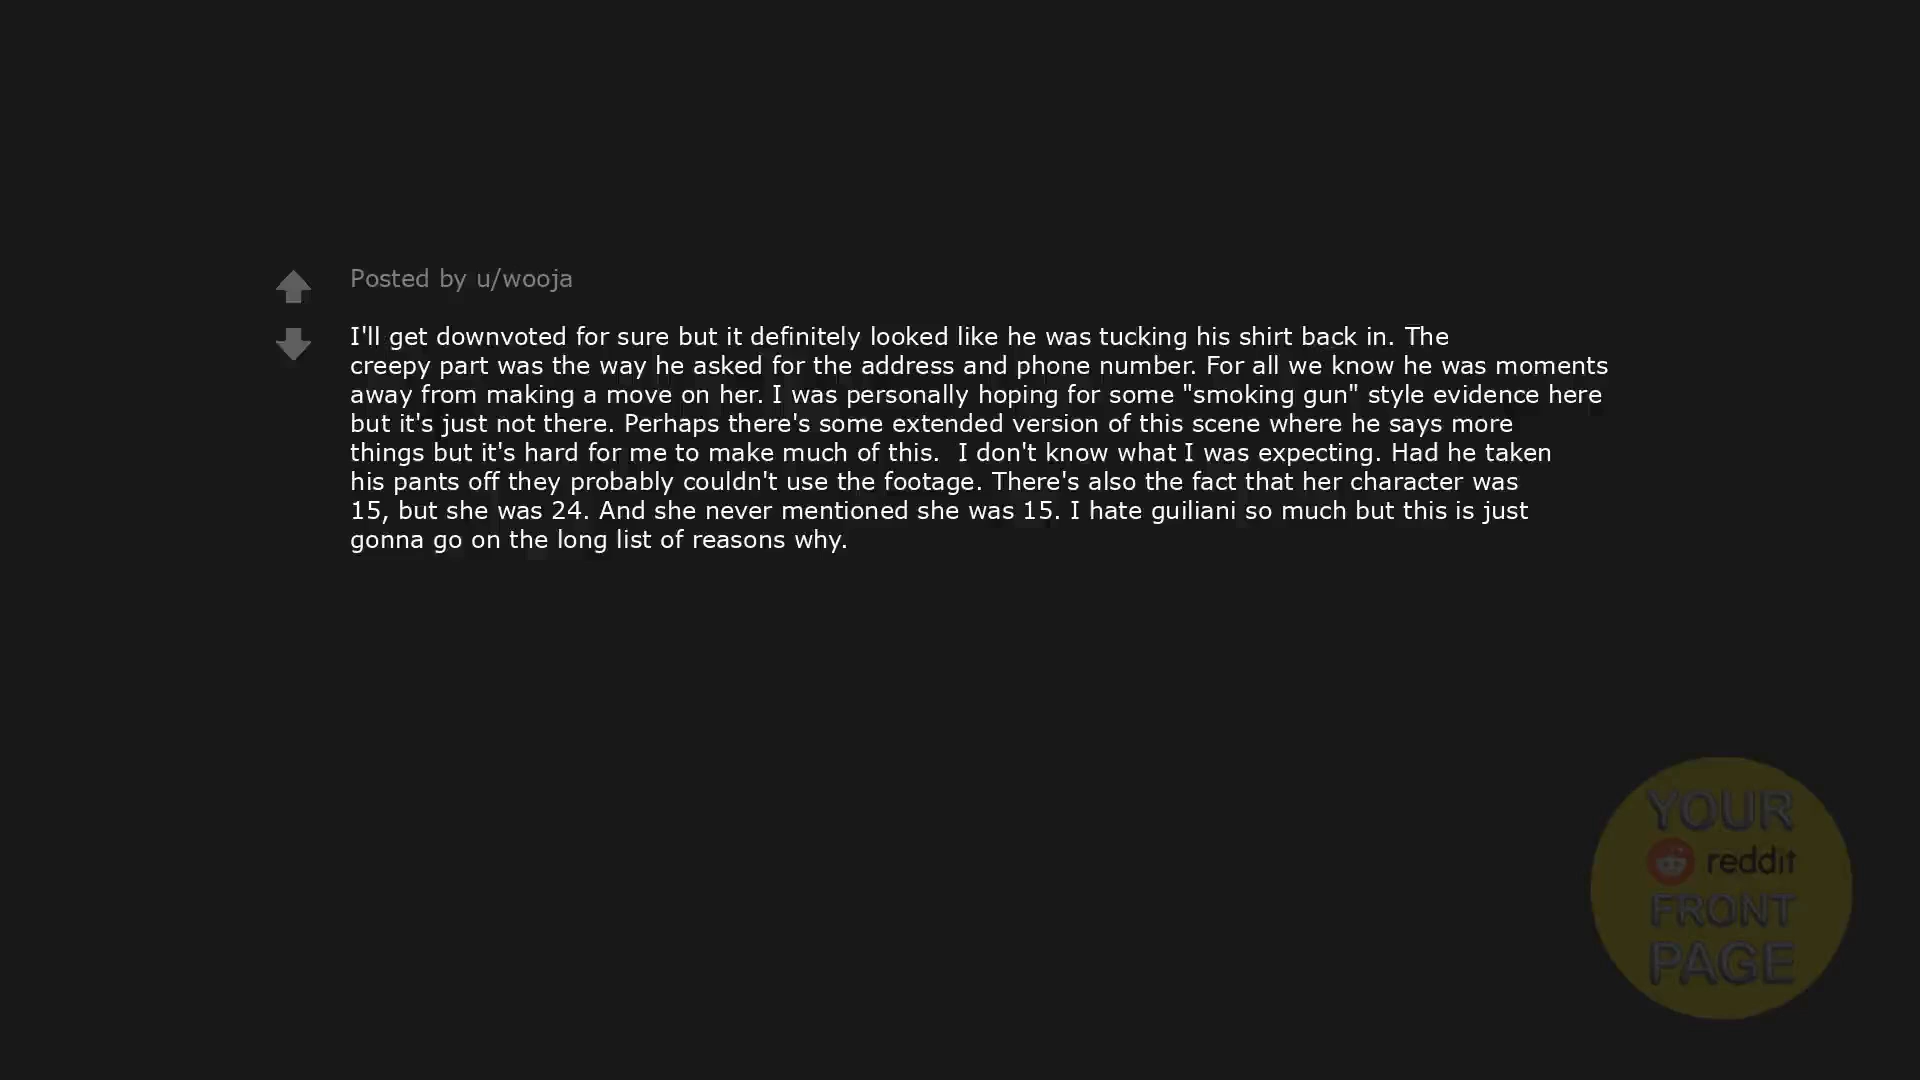 Posted by u/wooja
I'll get downvoted for sure but it definitely looked like he was tucking his shirt back in. The
creepy part was the way he asked for the address and phone number. For all we know he was moments
away from making a move on her. I was personally hoping for some "smoking gun" style evidence here
but it's just not there. Perhaps there's some extended version of this scene where he says more
things but it's hard for me to make much of this.  I don't know what I was expecting. Had he taken
his pants off they probably couldn't use the footage. There's also the fact that her character was
15, but she was 24. And she never mentioned she was 15. I hate guiliani so much but this is just
gonna go on the long list of reasons why.
YOUR
reddit
FRONT
PAGE